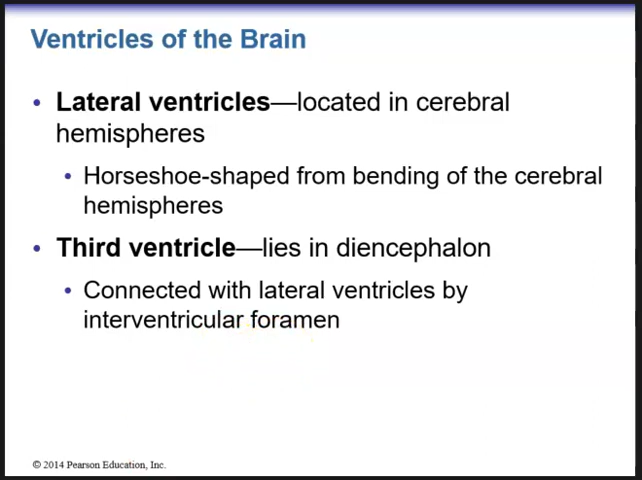 Ventricles of the Brain
• Lateral ventricles—located in cerebral
hemispheres
• Horseshoe-shaped from bending of the cerebral
hemispheres
• Third ventricle—lies in diencephalon
• Connected with lateral ventricles by
interventricular foramen
© 2014 Pearson Education, Inc.